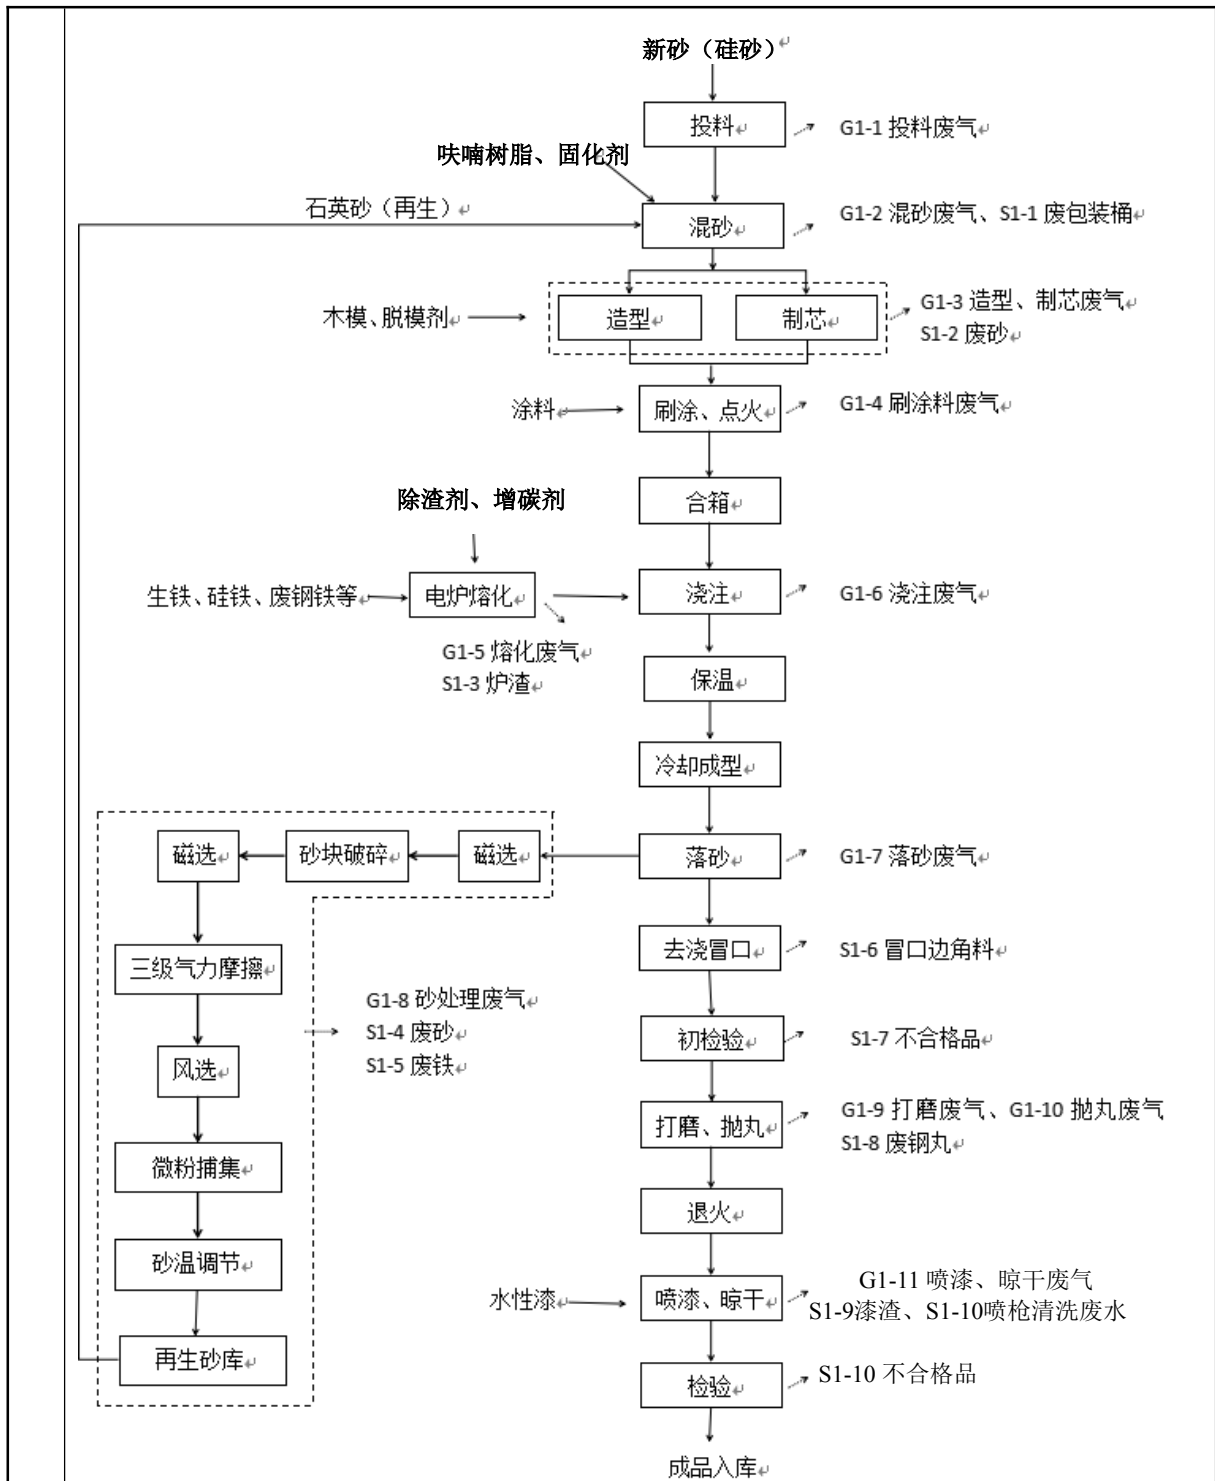 新砂（硅砂）
投料
G1-1 投料废气
呋喃树脂、固化剂
石英砂（再生）
混砂
G1-2 混砂废气、S1-1 废包装桶
木模、脱模剂
造型
制芯
G1-3 造型、制芯废气
S1-2 废砂
涂料
刷涂、点火
G1-4 刷涂料废气
合箱
除渣剂、增碳剂
生铁、硅铁、废钢铁等
电炉熔化
浇注
G1-6 浇注废气
G1-5 熔化废气
S1-3 炉渣
保温
冷却成型
磁选
砂块破碎
磁选
落砂
G1-7 落砂废气
三级气力摩擦
去浇冒口
S1-6 冒口边角料
G1-8 砂处理废气
S1-4 废砂
S1-5 废铁
风选
初检验
S1-7 不合格品
微粉捕集
打磨、抛丸
G1-9 打磨废气、G1-10 抛丸废气
S1-8 废钢丸
退火
砂温调节
水性漆
喷漆、晾干
G1-11 喷漆、晾干废气
S1-9漆渣、S1-10喷枪清洗废水
再生砂库
检验
S1-10 不合格品
成品入库